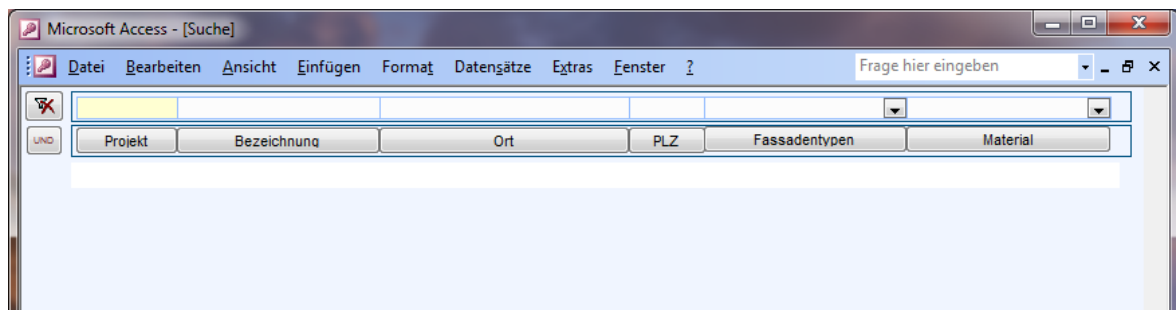 Microsoft Access - [Suche]
Datei Bearbeiten Ansicht Einfügen Format Datensätze Extras Fenster ? Frage hier eingeben
UND Projekt Bezeichnung Ort PLZ Fassadentypen Material